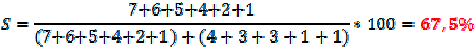 S = 7+6+5+4+2+1 / (7+6+5+4+2+1) + (4 + 3 + 3 + 1 + 1) * 100 = 67,5%